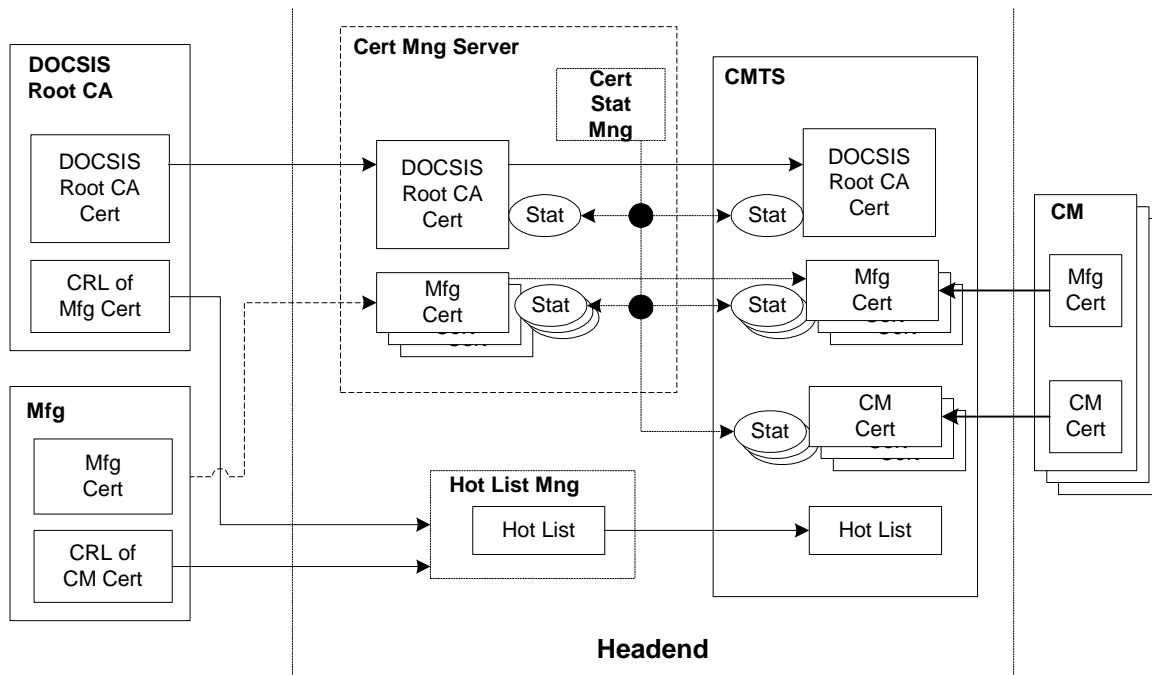 DOCSIS
Root CA
DOCSIS
Root CA
Cert
CRL of
Mfg Cert
Mfg
Mfg
Cert
CRL of
CM Cert
Cert Mng Server
Cert
Stat
Mng
DOCSIS
Root CA
Cert
Stat
Mfg
Cert
Stat
Hot List Mng
Hot List
CMTS
DOCSIS
Root CA
Cert
Stat
Mfg
Cert
Stat
CM
Cert
Stat
Hot List
CM
Mfg
Cert
CM
Cert
Headend